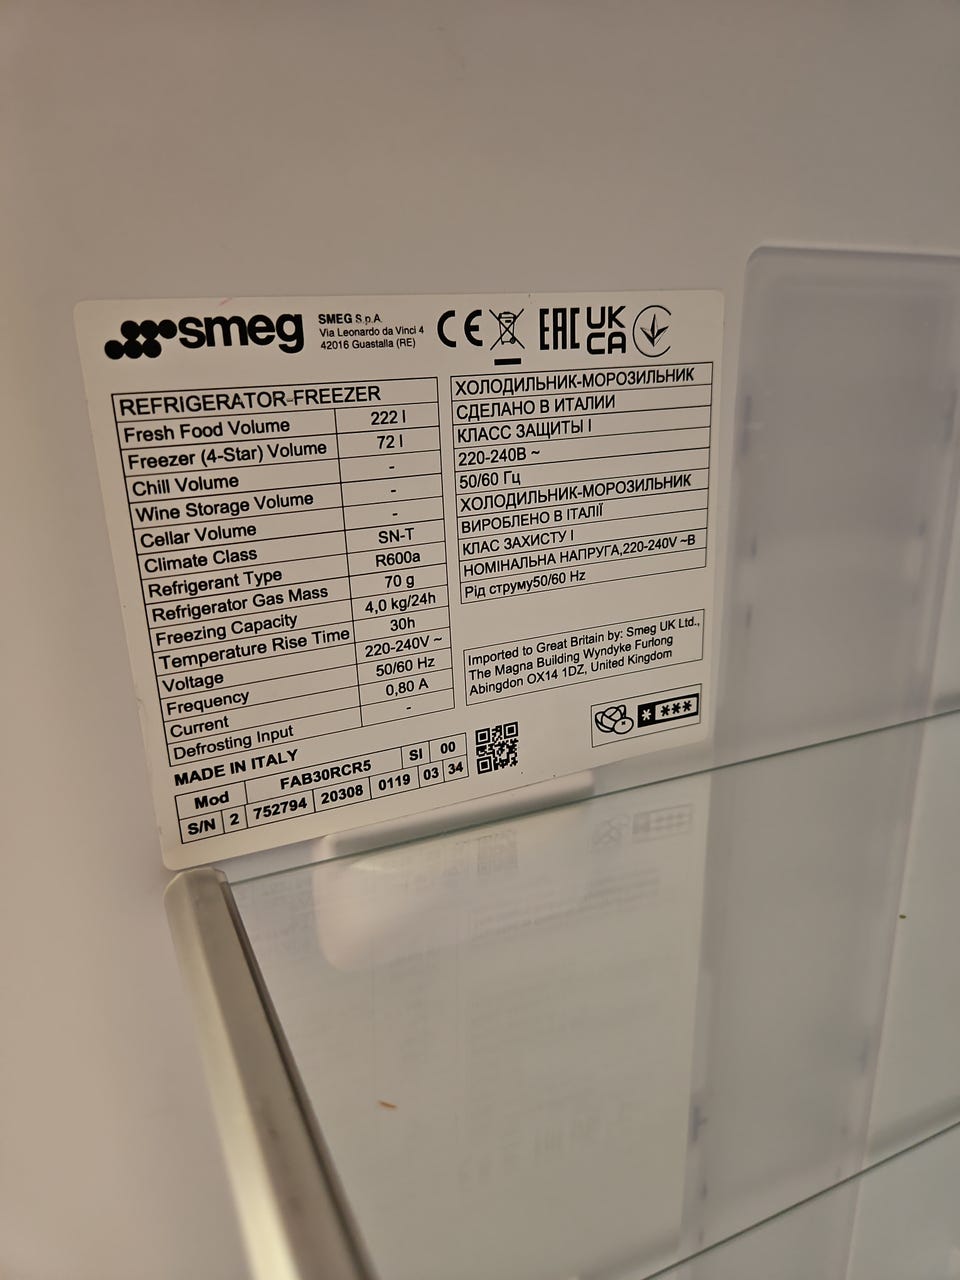 smeg
SMEG S.p.A.
Via Leonardo da Vinci 4
42016 Guastalla (RE)
CE
EAC
UK
CA
REFRIGERATOR-FREEZER
Fresh Food Volume 222 l
Freezer (4-Star) Volume 72 l
Chill Volume -
Wine Storage Volume -
Cellar Volume -
Climate Class SN-T
Refrigerant Type R600a
Refrigerator Gas Mass 70 g
Freezing Capacity 4,0 kg/24h
Temperature Rise Time 30h
Voltage 220-240V ~
Frequency 50/60 Hz
Current 0,80 A
Defrosting Input -
MADE IN ITALY
Mod FAB30RCR5 SI 00
S/N 2 752794 20308 0119 03 34
ХОЛОДИЛЬНИК-МОРОЗИЛЬНИК
СДЕЛАНО В ИТАЛИИ
КЛАСС ЗАЩИТЫ I
220-240В ~
50/60 Гц
ХОЛОДИЛЬНИК-МОРОЗИЛЬНИК
ВИРОБЛЕНО В ІТАЛІЇ
КЛАС ЗАХИСТУ I
НОМІНАЛЬНА НАПРУГА,220-240V ~В
Рід струму50/60 Hz
Imported to Great Britain by: Smeg UK Ltd.,
The Magna Building Wyndyke Furlong
Abingdon OX14 1DZ, United Kingdom
* ***